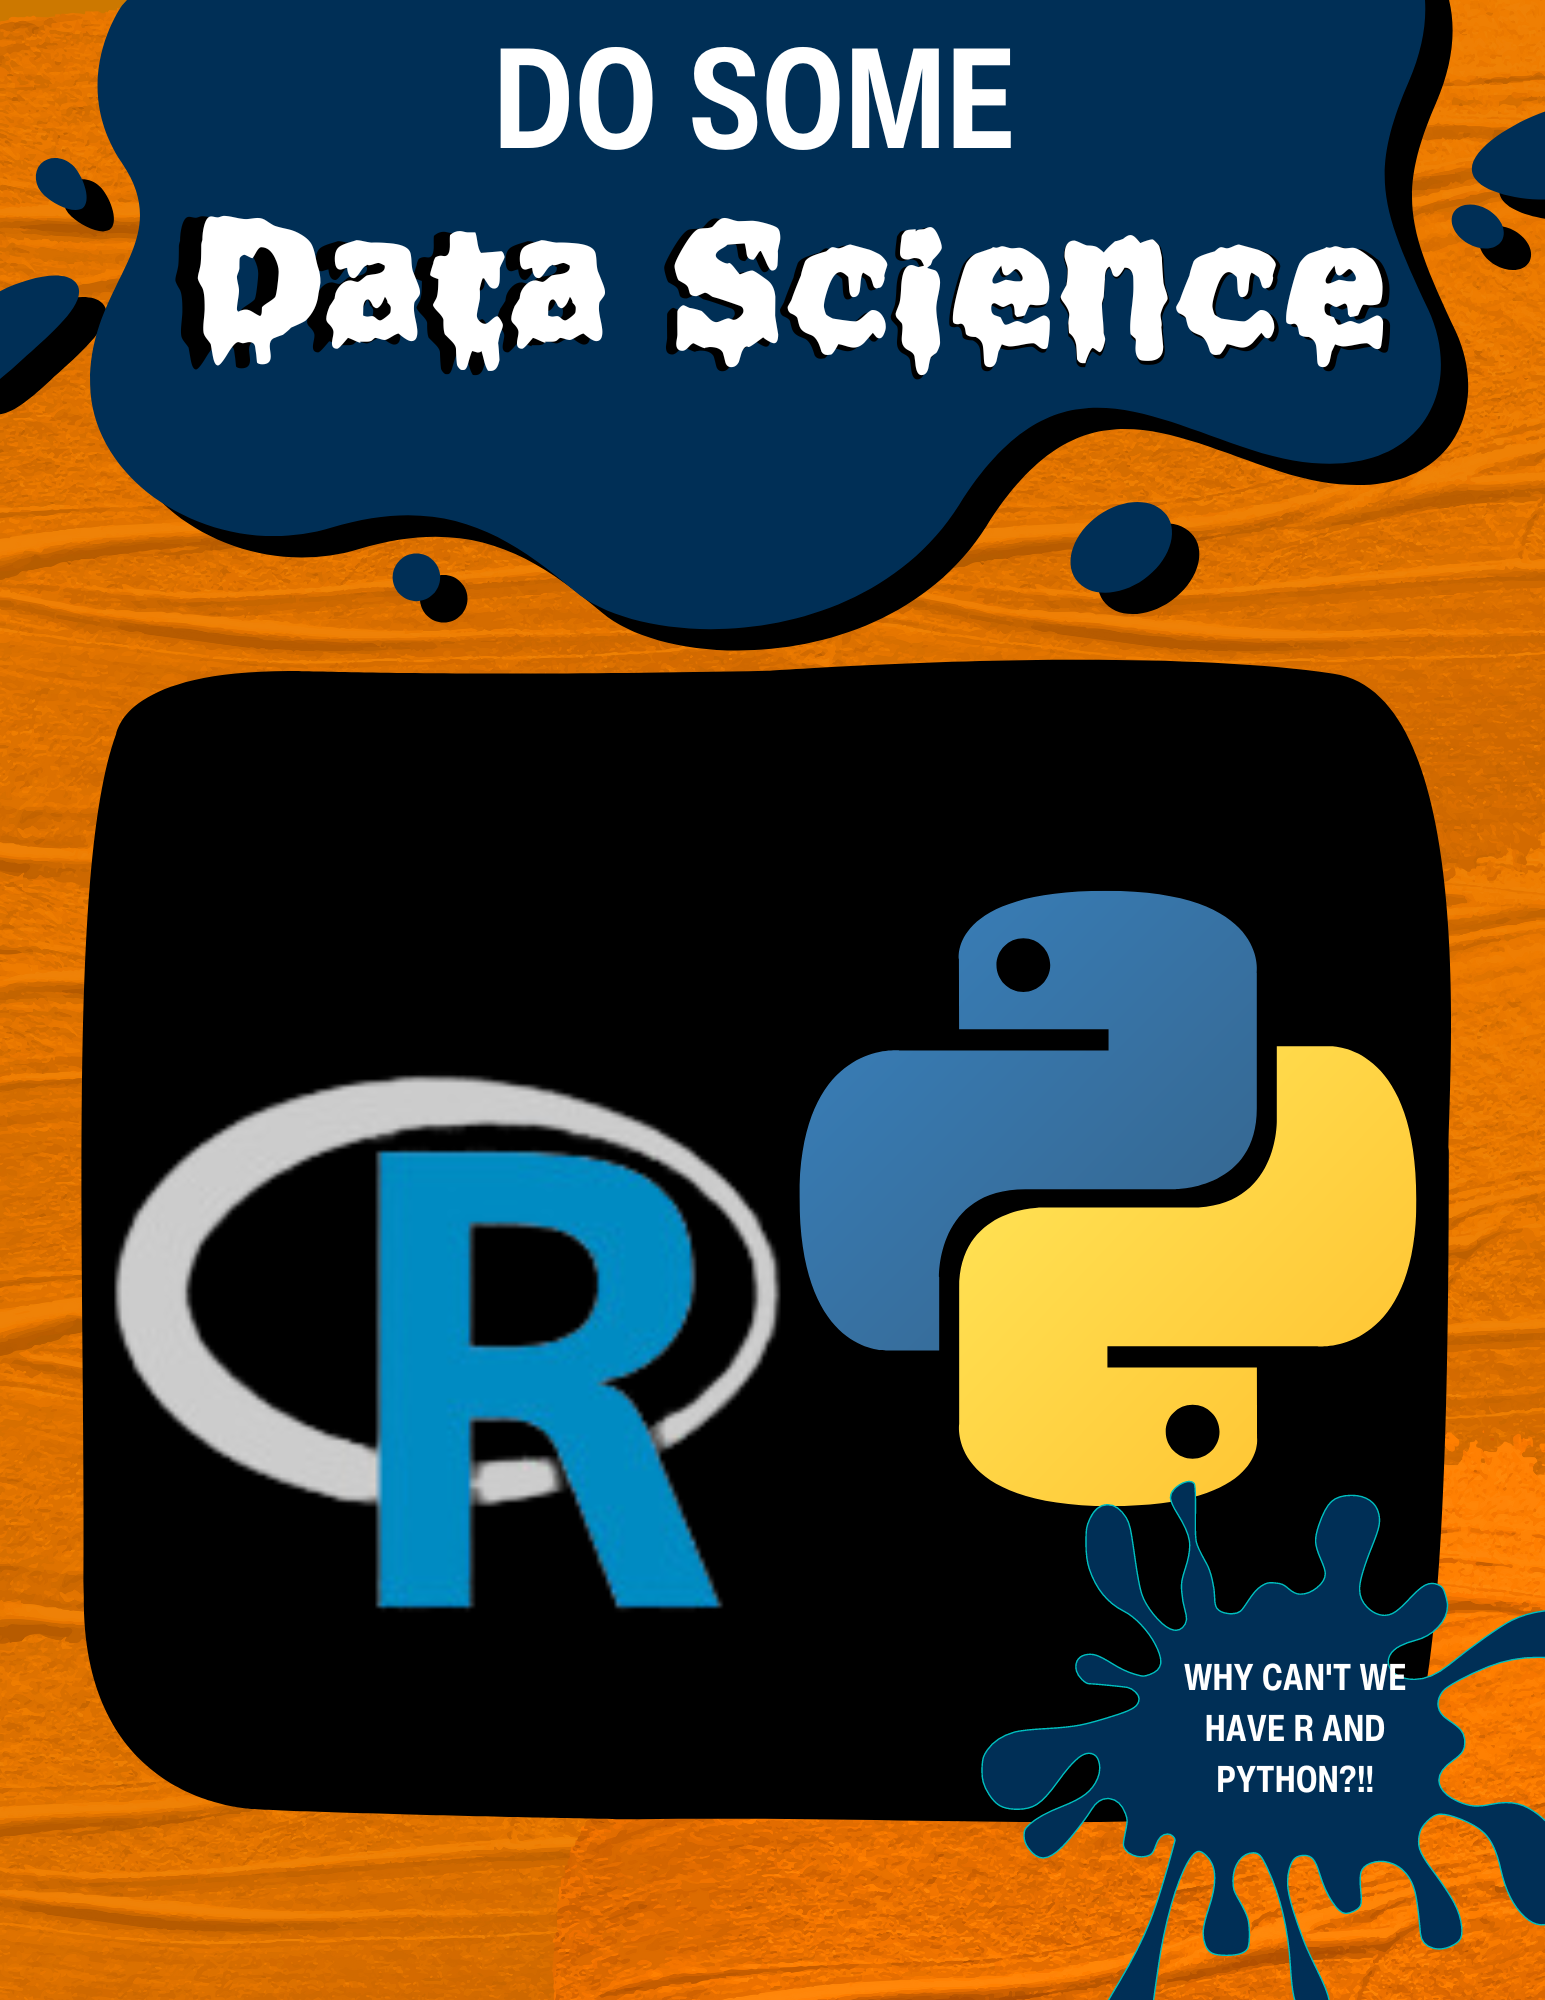 DO SOME
Data Science
R
WHY CAN'T WE
HAVE R AND
PYTHON?!!